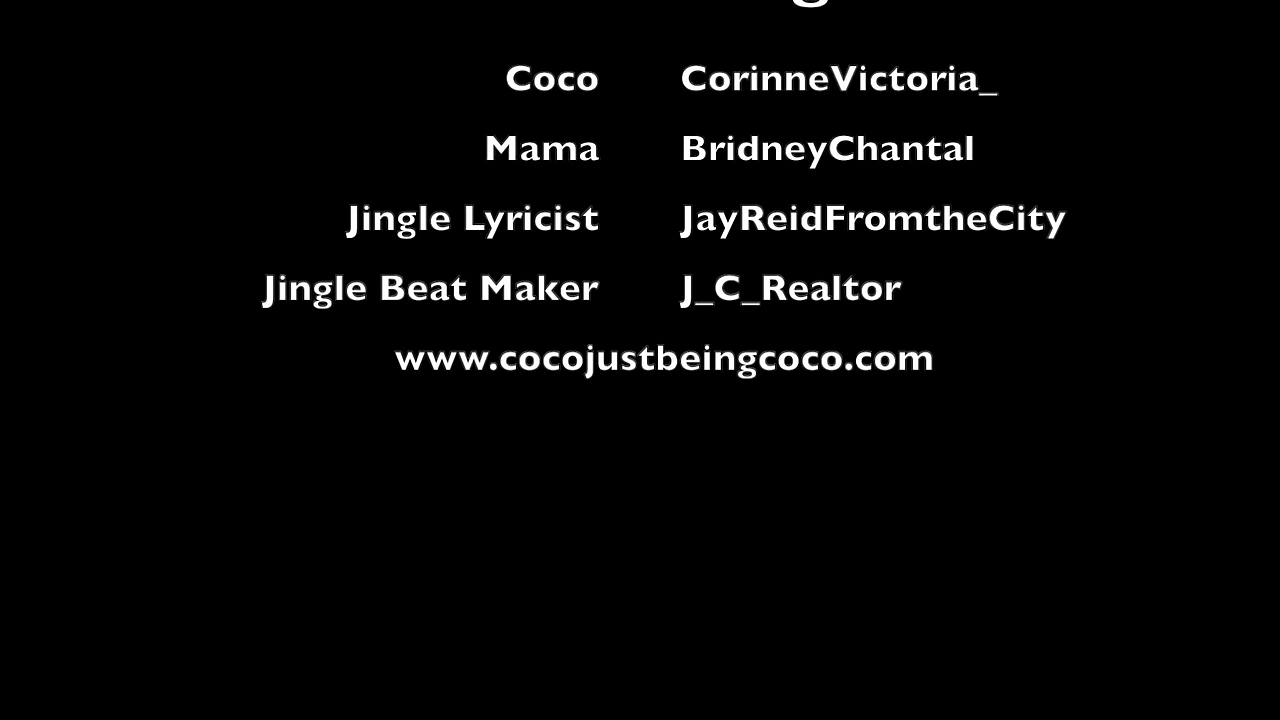 Coco CorinneVictoria_
Mama BridneyChantal
Jingle Lyricist JayReidFromtheCity
Jingle Beat Maker J_C_Realtor
www.cocojustbeingcoco.com